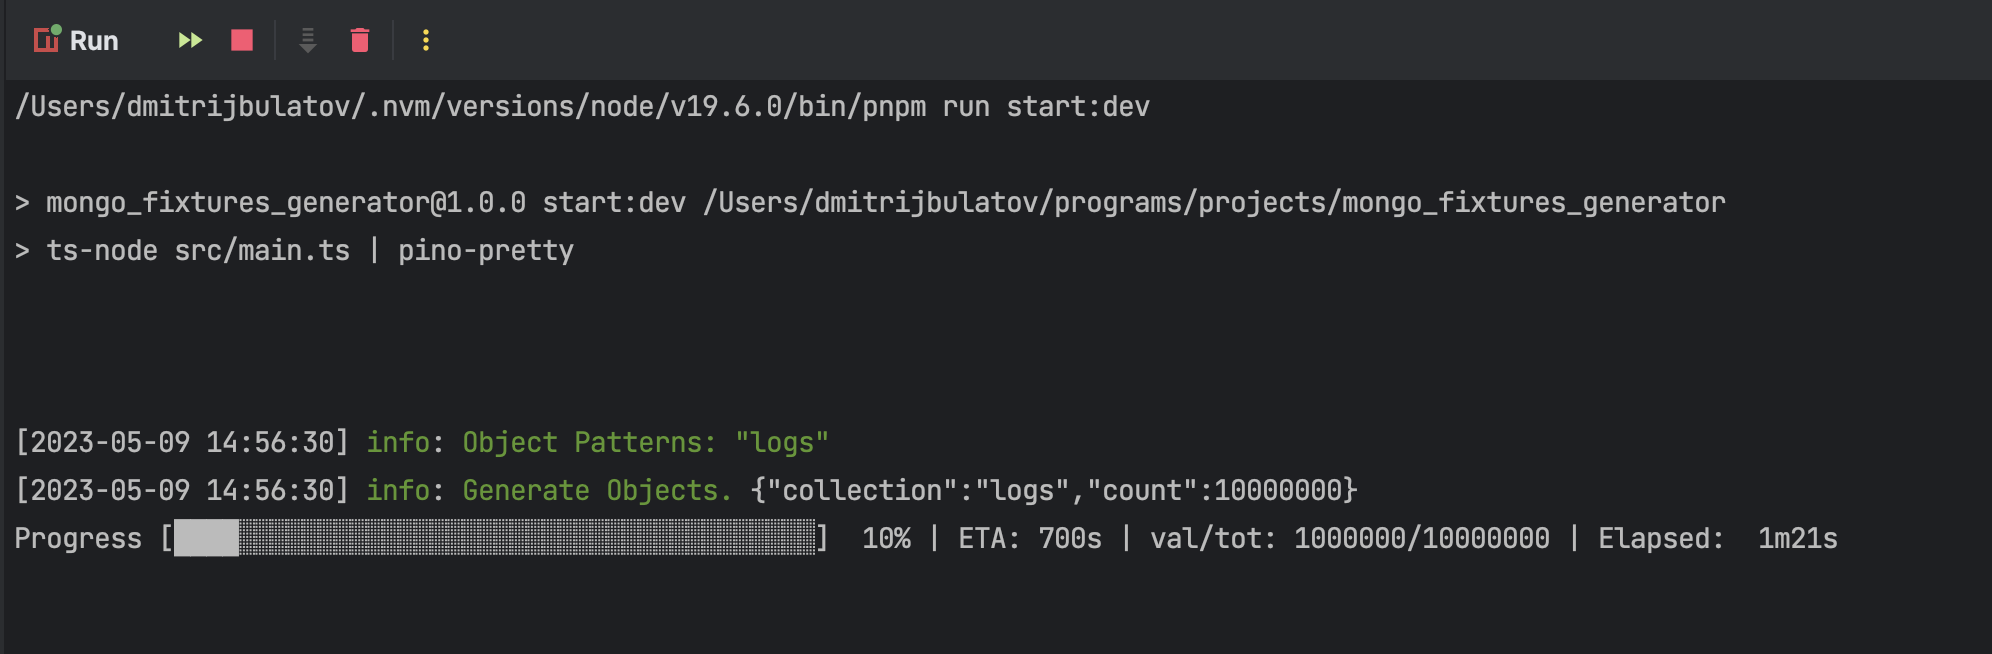 Run
/Users/dmitrijbulatov/.nvm/versions/node/v19.6.0/bin/pnpm run start:dev
> mongo_fixtures_generator@1.0.0 start:dev /Users/dmitrijbulatov/programs/projects/mongo_fixtures_generator
> ts-node src/main.ts | pino-pretty
[2023-05-09 14:56:30] info: Object Patterns: "logs"
[2023-05-09 14:56:30] info: Generate Objects. {"collection":"logs","count":10000000}
Progress [████░░░░░░░░░░░░░░░░░░░░░░░░░░░░░░░░░░░░] 10% | ETA: 700s | val/tot: 1000000/10000000 | Elapsed: 1m21s